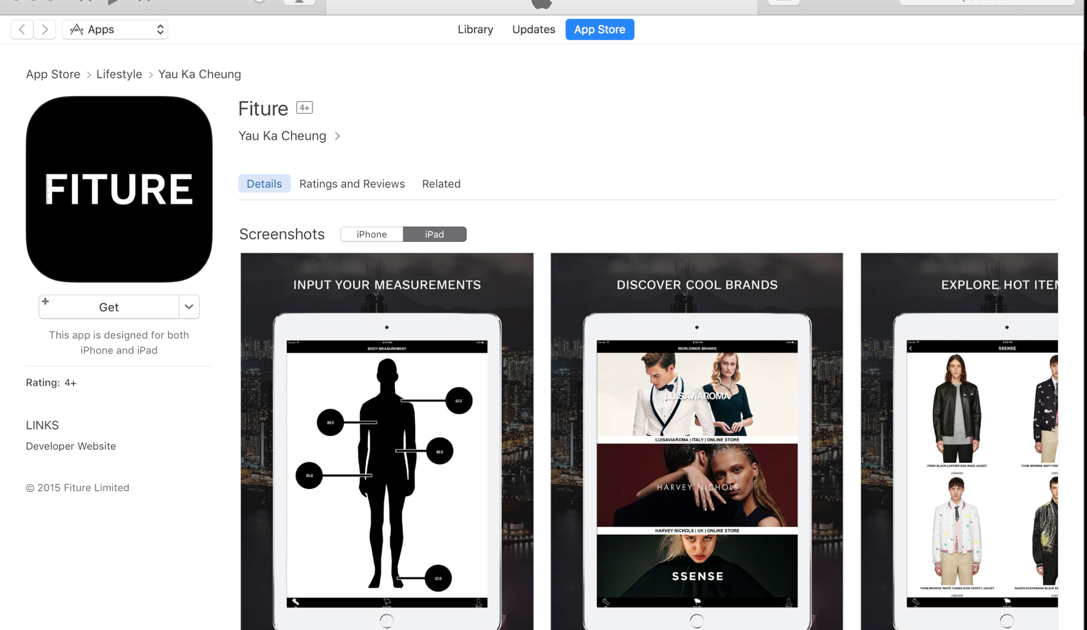 Apps
Library
Updates
App Store
App Store > Lifestyle > Yau Ka Cheung
FITURE
Fiture 4+
Yau Ka Cheung >
Get
This app is designed for both
iPhone and iPad
Rating: 4+
LINKS
Developer Website
© 2015 Fiture Limited
Details
Ratings and Reviews
Related
Screenshots
iPhone
iPad
INPUT YOUR MEASUREMENTS
BODY MEASUREMENT
DISCOVER COOL BRANDS
WORLDWIDE BRANDS
LUISAVIAROMA
LUISAVIAROMA | ITALY | ONLINE STORE
HARVEY NICHOLS
HARVEY NICHOLS | UK | ONLINE STORE
SSENSE
EXPLORE HOT ITEM
SSENSE